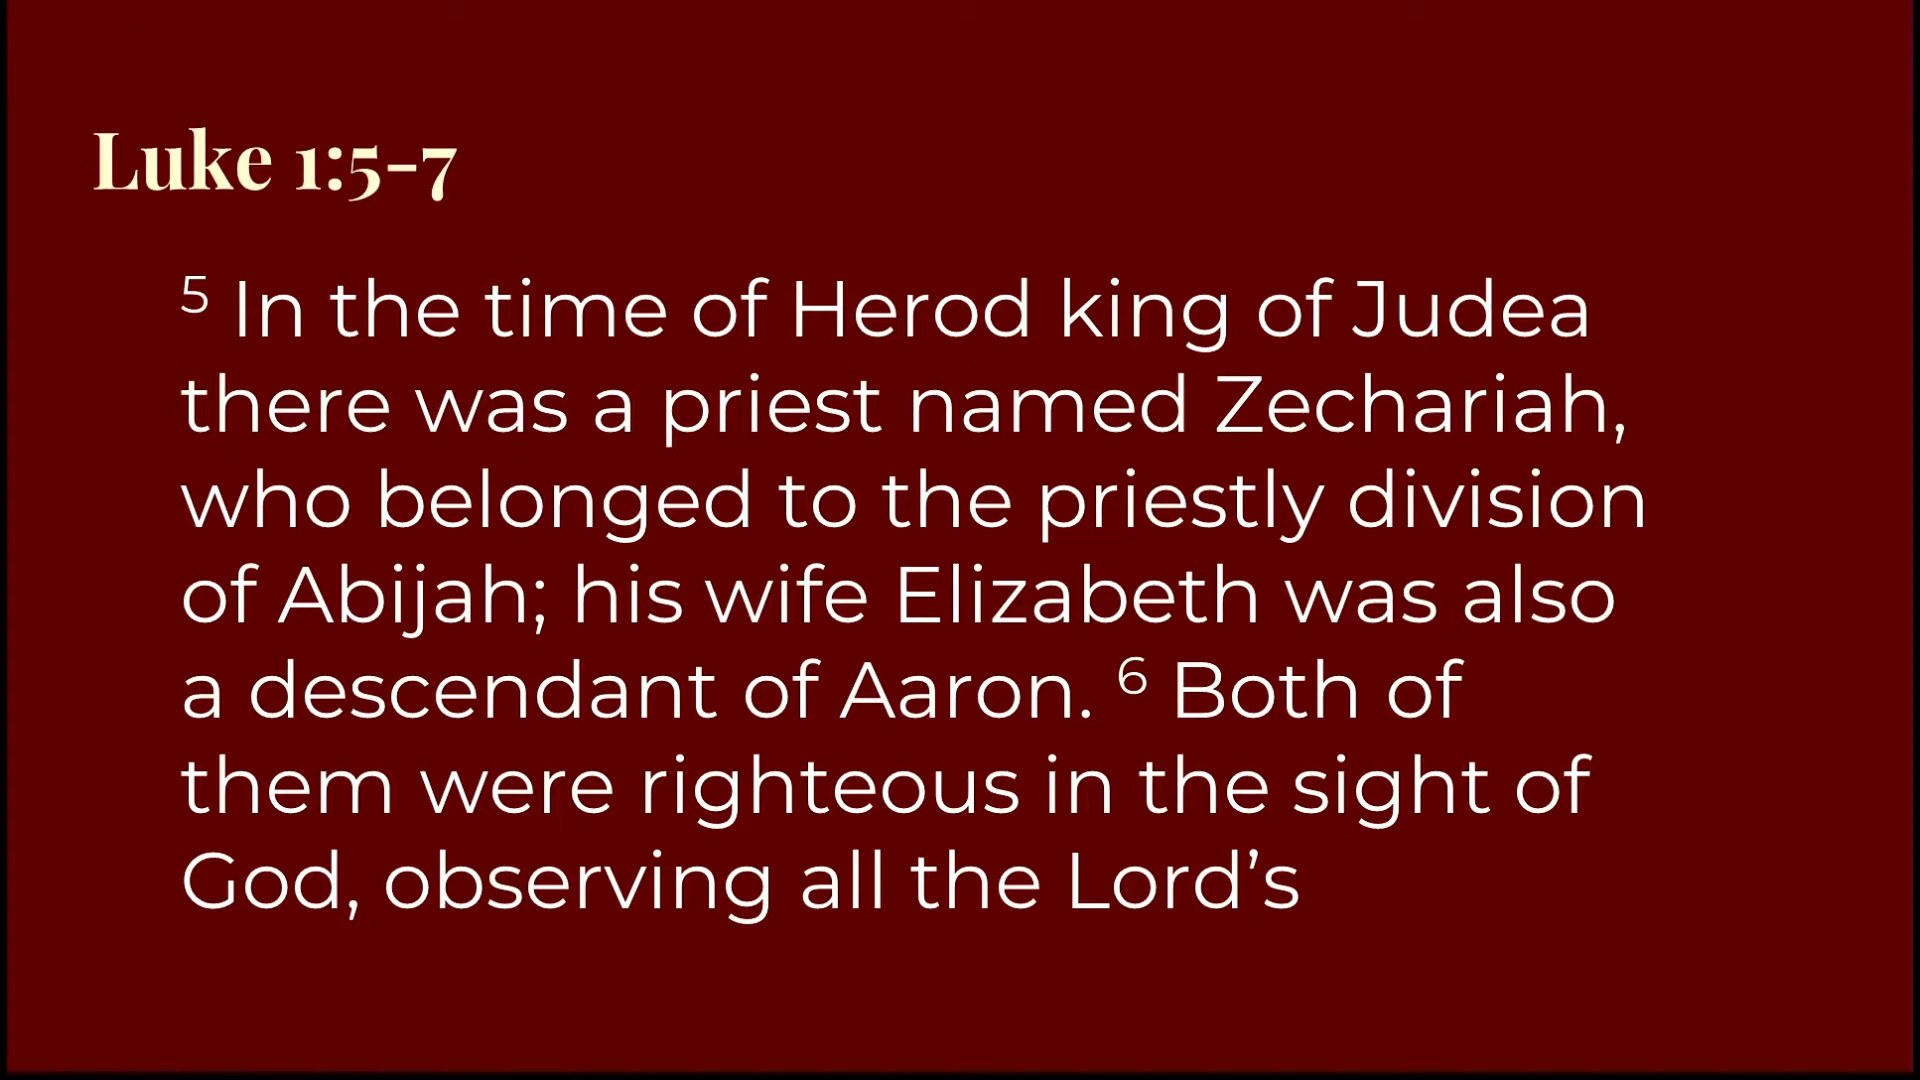 Luke 1:5-7
⁵ In the time of Herod king of Judea
there was a priest named Zechariah,
who belonged to the priestly division
of Abijah; his wife Elizabeth was also
a descendant of Aaron. ⁶ Both of
them were righteous in the sight of
God, observing all the Lord’s